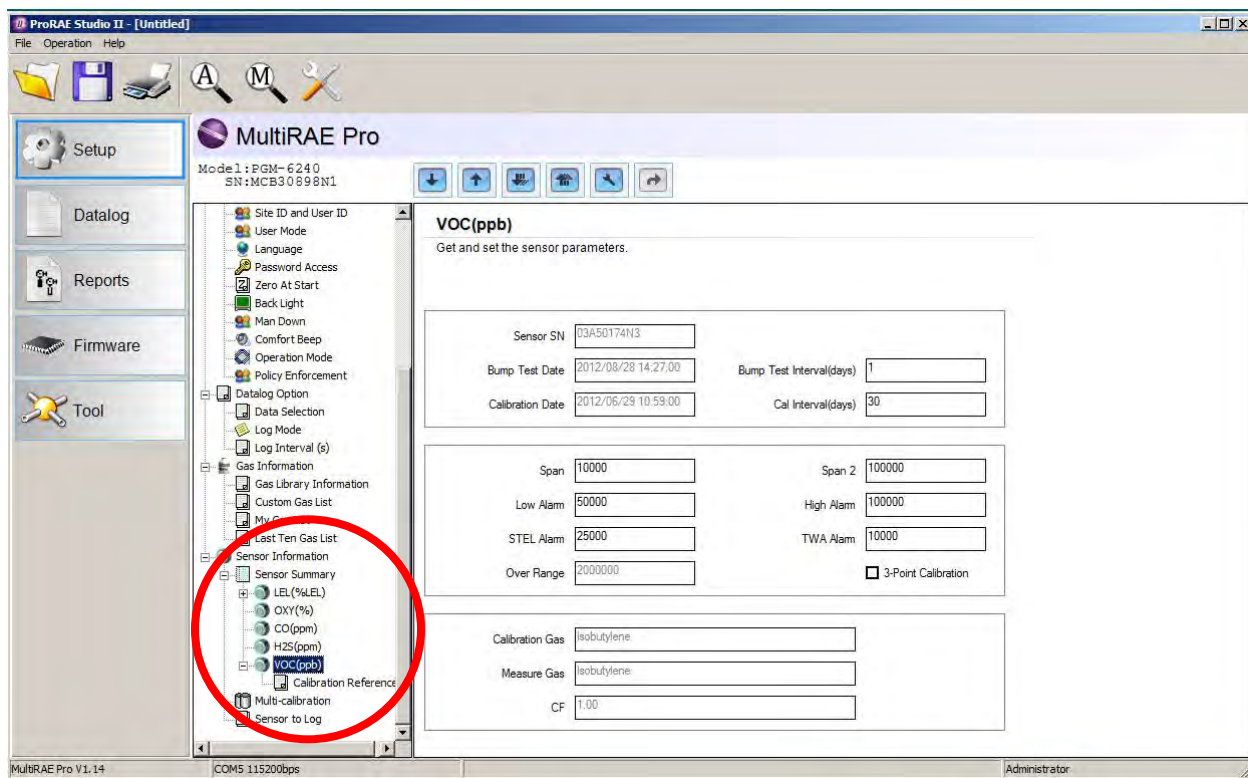 ProRAE Studio II - [Untitled]
File Operation Help
A M
Setup
Datalog
Reports
Firmware
Tool
MultiRAE Pro
Model:PGM-6240
SN:MCB30898N1
Site ID and User ID
User Mode
Language
Password Access
Zero At Start
Back Light
Man Down
Comfort Beep
Operation Mode
Policy Enforcement
Datalog Option
Data Selection
Log Mode
Log Interval (s)
Gas Information
Gas Library Information
Custom Gas List
Last Ten Gas List
Sensor Information
Sensor Summary
LEL(%LEL)
OXY(%)
CO(ppm)
H2S(ppm)
VOC(ppb)
Calibration Reference
Multi-calibration
Sensor to Log
VOC(ppb)
Get and set the sensor parameters.
Sensor SN 03A50174N3
Bump Test Date 2012/08/28 14:27:00 Bump Test Interval(days) 1
Calibration Date 2012/06/29 10:59:00 Cal Interval(days) 30
Span 10000 Span 2 100000
Low Alarm 50000 High Alarm 100000
STEL Alarm 25000 TWA Alarm 10000
Over Range 2000000 3-Point Calibration
Calibration Gas Isobutylene
Measure Gas Isobutylene
CF 1.00
MultiRAE Pro V1.14 COM5 115200bps Administrator